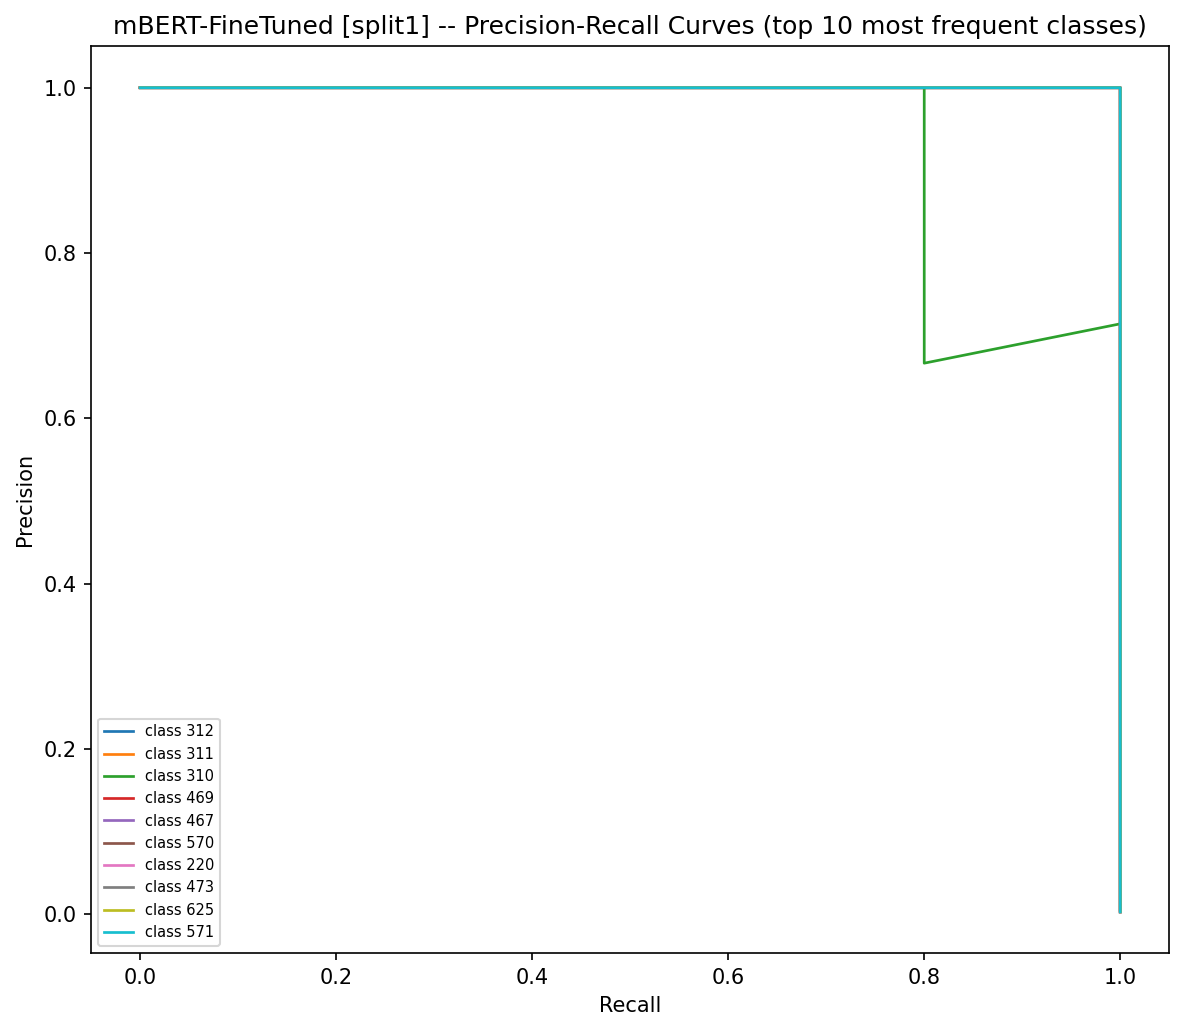 mBERT-FineTuned [split1] -- Precision-Recall Curves (top 10 most frequent classes)
1.0
0.8
0.6
0.4
0.2
0.0
Precision
class 312
class 311
class 310
class 469
class 467
class 570
class 220
class 473
class 625
class 571
0.0 0.2 0.4 0.6 0.8 1.0
Recall